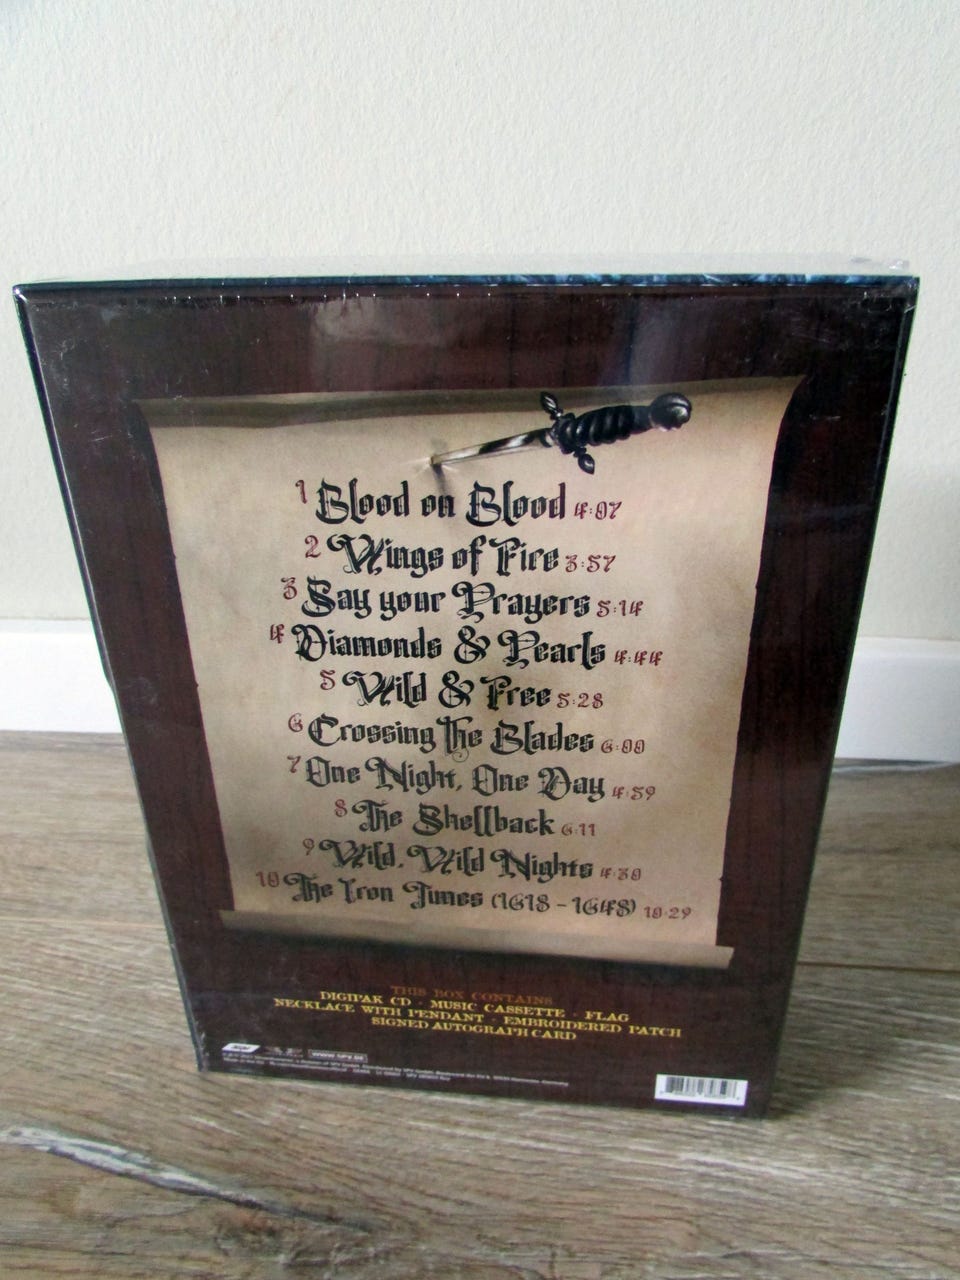 1 Blood on Blood 4:07
2 Wings of Fire 3:57
3 Say your Prayers 5:14
4 Diamonds & Pearls 4:44
5 Wild & Free 5:28
6 Crossing the Blades 6:00
7 One Night, One Day 4:59
8 The Shellback 6:11
9 Wild, Wild Nights 4:30
10 The Iron Times (1618 - 1648) 10:29
THIS BOX CONTAINS
DIGIPAK CD · MUSIC CASSETTE · FLAG
NECKLACE WITH PENDANT · EMBROIDERED PATCH
SIGNED AUTOGRAPH CARD
WWW.SPV.DE